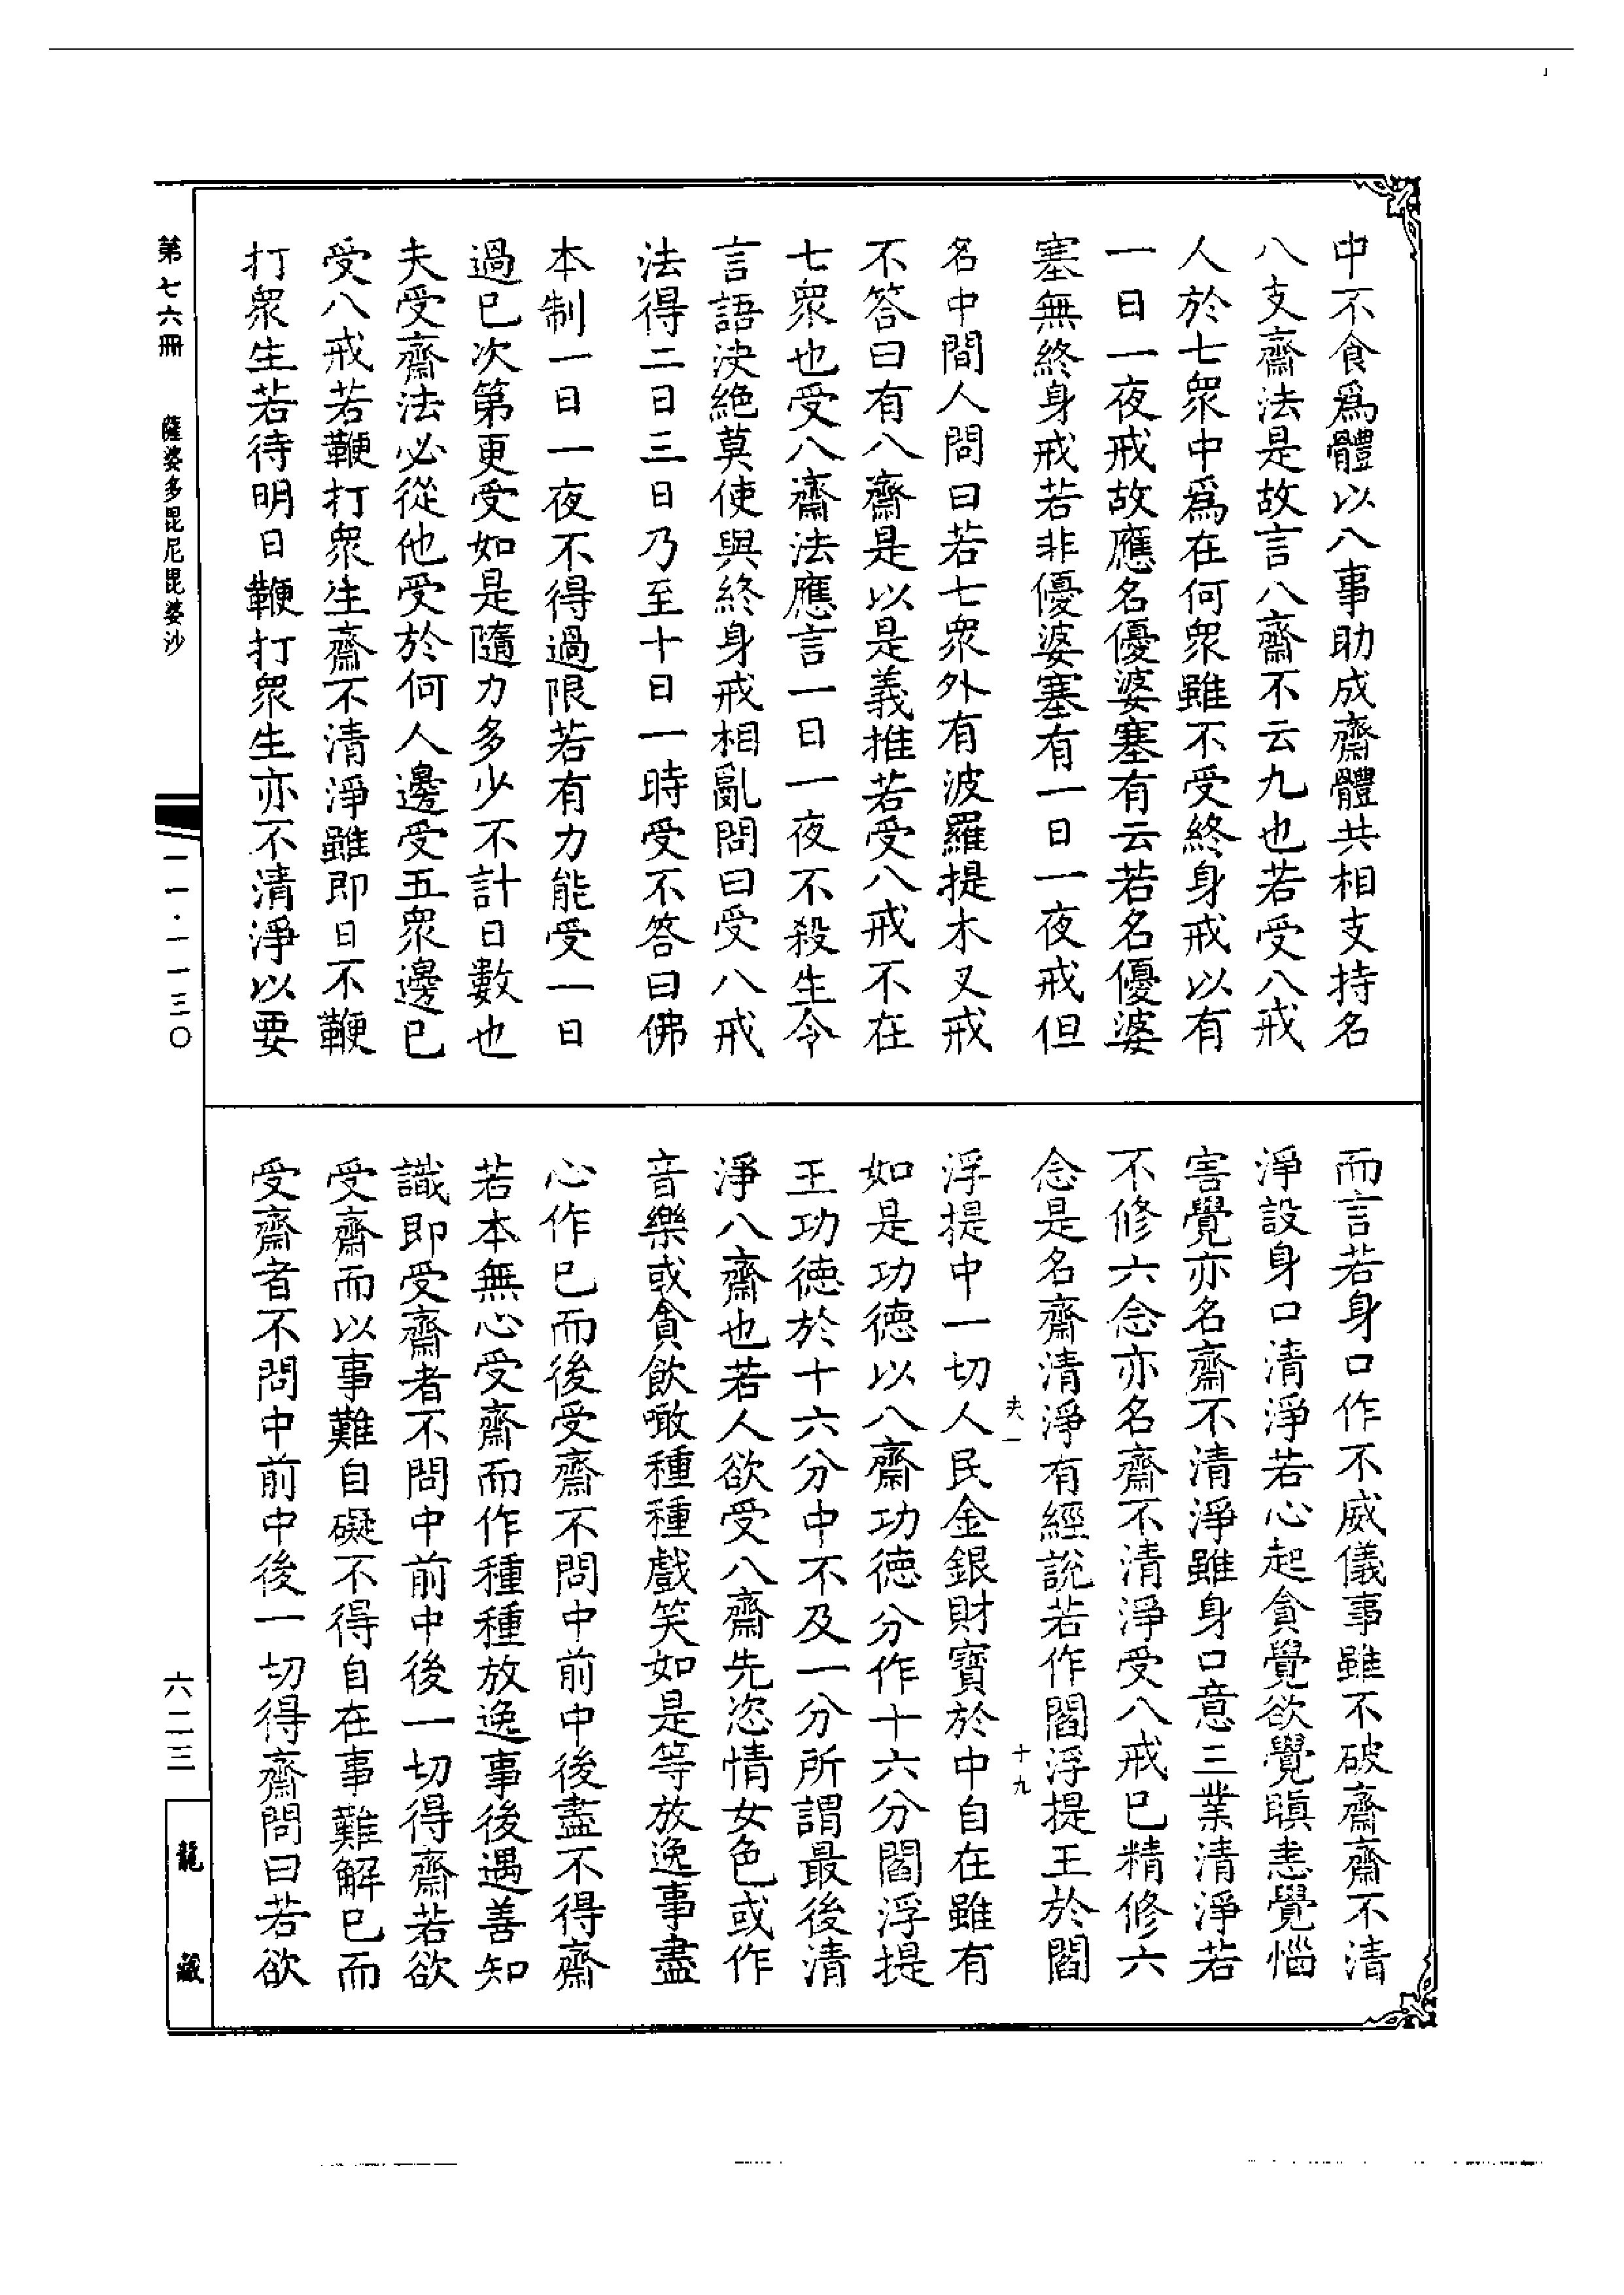 中不食爲體以八事助成齋體共相支持名
八支齋法是故言八齋不云九也若受八戒
人於七眾中爲在何眾雖不受終身戒以有
一日一夜戒故應名優婆塞有云若名優婆
塞無終身戒若非優婆塞有一日一夜戒但
名中間人問曰若七眾外有波羅提木叉戒
不答曰有八齋是以是義推若受八戒不在
七眾也受八齋法應言一日一夜不殺生令
言語決絕莫使與終身戒相亂問曰受八戒
法得二日三日乃至十日一時受不答曰佛
本制一日一夜不得過限若有力能受一日
過已次第更受如是隨力多少不計日數也
夫受齋法必從他受於何人邊受五眾邊已
受八戒若鞭打眾生齋不清淨雖即日不鞭
打眾生若待明日鞭打眾生亦不清淨以要
而言若身口作不威儀事雖不破齋齋不清
淨設身口清淨若心起貪覺欲覺瞋恚覺惱
害覺亦名齋不清淨雖身口意三業清淨若
不修六念亦名齋不清淨受八戒已精修六
念是名齋清淨有經說若作閻浮提王於閻
夫一
十九
浮提中一切人民金銀財寶於中自在雖有
如是功德以八齋功德分作十六分閻浮提
王功德於十六分中不及一分所謂最後清
淨八齋也若人欲受八齋先恣情女色或作
音樂或貪飲噉種種戲笑如是等放逸事盡
心作已而後受齋不問中前中後盡不得齋
若本無心受齋而作種種放逸事後遇善知
識即受齋者不問中前中後一切得齋若欲
受齋而以事難自礙不得自在事難解已而
受齋者不問中前中後一切得齋問曰若欲
第七六冊
薩婆多毘尼毘婆沙
一一·一一三〇
六二三
龍藏